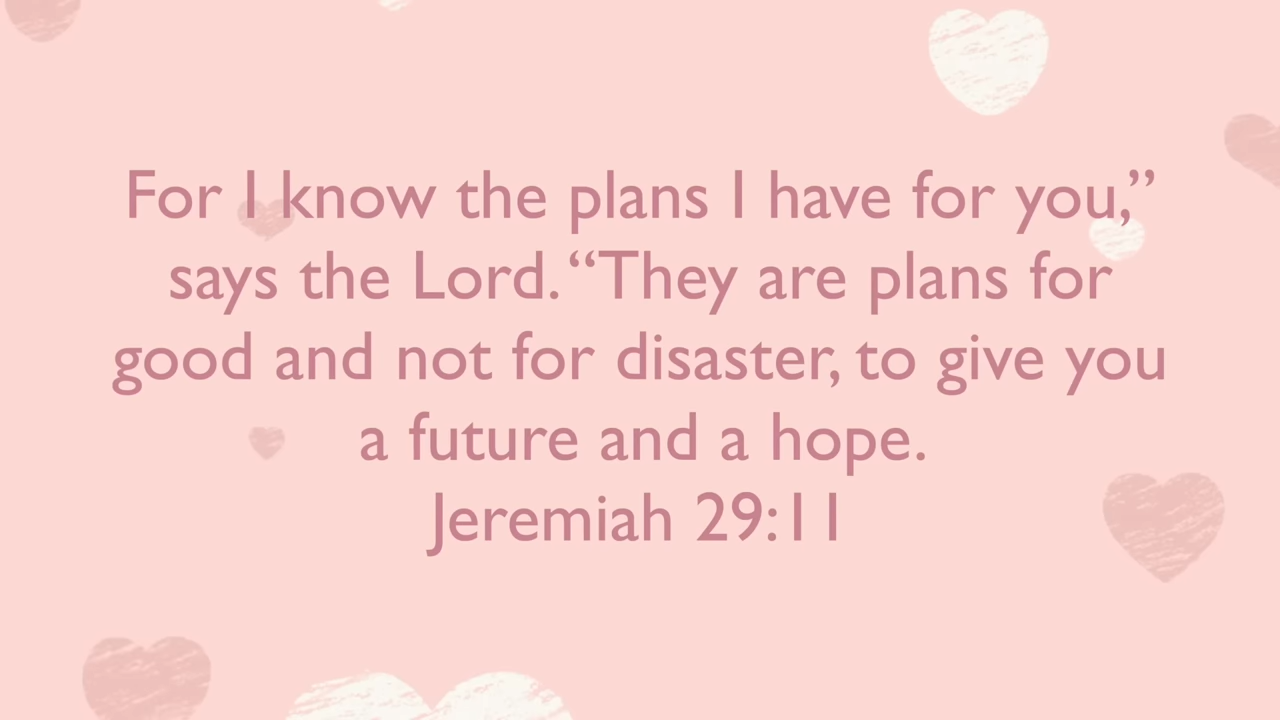 For I know the plans I have for you,”
says the Lord. “They are plans for
good and not for disaster, to give you
a future and a hope.
Jeremiah 29:11